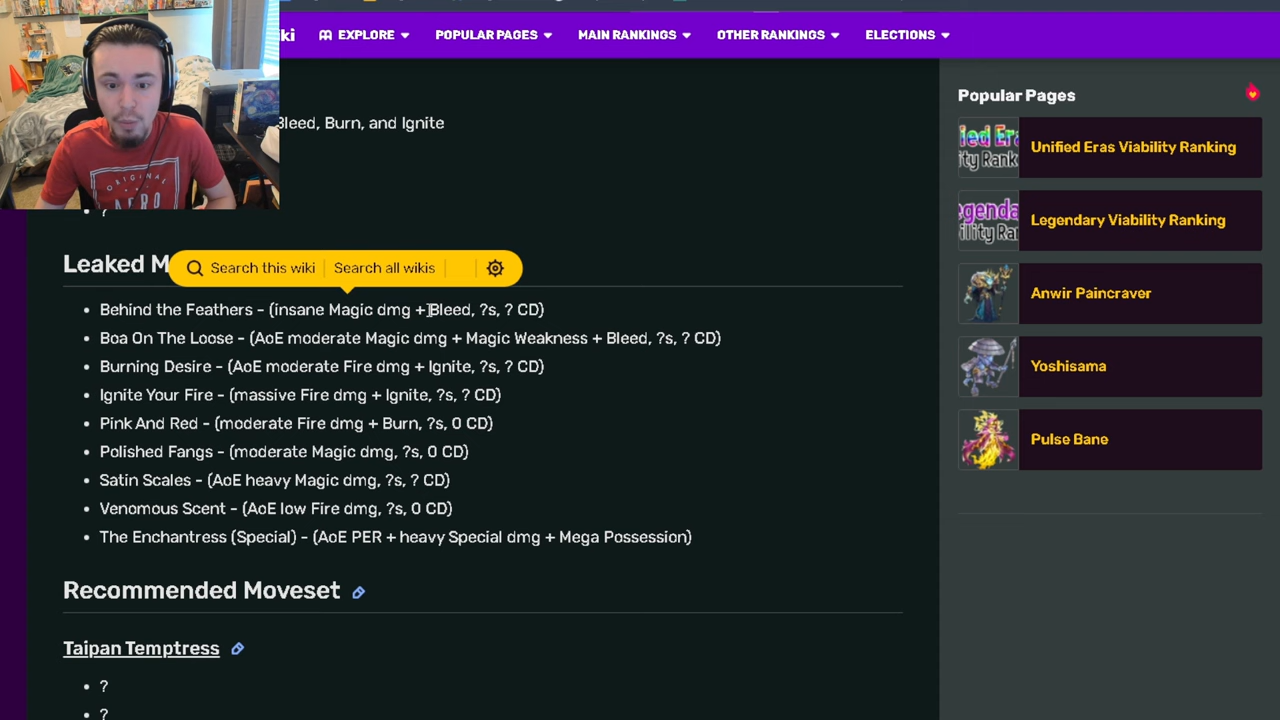 ki EXPLORE POPULAR PAGES MAIN RANKINGS OTHER RANKINGS ELECTIONS
Bleed, Burn, and Ignite
?
Leaked M
Search this wiki Search all wikis
Behind the Feathers - (insane Magic dmg + Bleed, ?s, ? CD)
Boa On The Loose - (AoE moderate Magic dmg + Magic Weakness + Bleed, ?s, ? CD)
Burning Desire - (AoE moderate Fire dmg + Ignite, ?s, ? CD)
Ignite Your Fire - (massive Fire dmg + Ignite, ?s, ? CD)
Pink And Red - (moderate Fire dmg + Burn, ?s, 0 CD)
Polished Fangs - (moderate Magic dmg, ?s, 0 CD)
Satin Scales - (AoE heavy Magic dmg, ?s, ? CD)
Venomous Scent - (AoE low Fire dmg, ?s, 0 CD)
The Enchantress (Special) - (AoE PER + heavy Special dmg + Mega Possession)
Recommended Moveset
Taipan Temptress
?
?
Popular Pages
Unified Eras Viability Ranking
Legendary Viability Ranking
Anwir Paincraver
Yoshisama
Pulse Bane
ORIGINAL
AERO